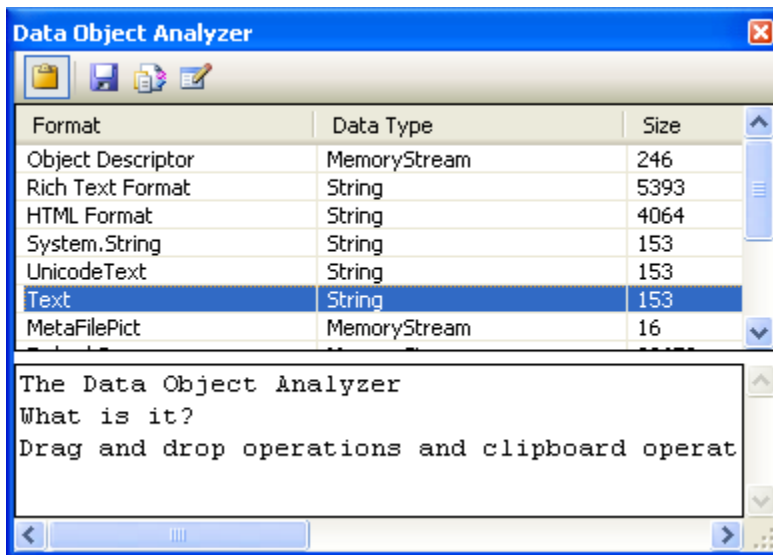 Data Object Analyzer
Format Data Type Size
Object Descriptor MemoryStream 246
Rich Text Format String 5393
HTML Format String 4064
System.String String 153
UnicodeText String 153
Text String 153
MetaFilePict MemoryStream 16
The Data Object Analyzer
What is it?
Drag and drop operations and clipboard operat